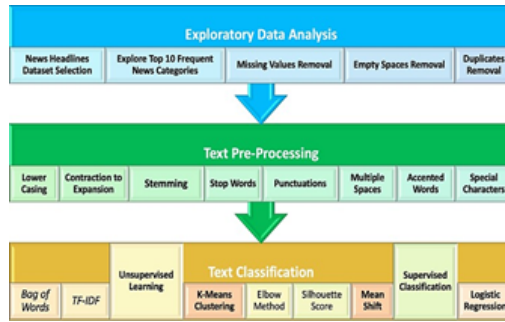 Exploratory Data Analysis
News Headlines
Dataset Selection
Explore Top 10 Frequent
News Categories
Missing Values Removal
Empty Spaces Removal
Duplicates
Removal
Text Pre-Processing
Lower
Casing
Contraction to
Expansion
Stemming
Stop Words
Punctuations
Multiple
Spaces
Accented
Words
Special
Characters
Text Classification
Bag of
Words
TF-IDF
Unsupervised
Learning
K-Means
Clustering
Elbow
Method
Silhouette
Score
Mean
Shift
Supervised
Classification
Logistic
Regression